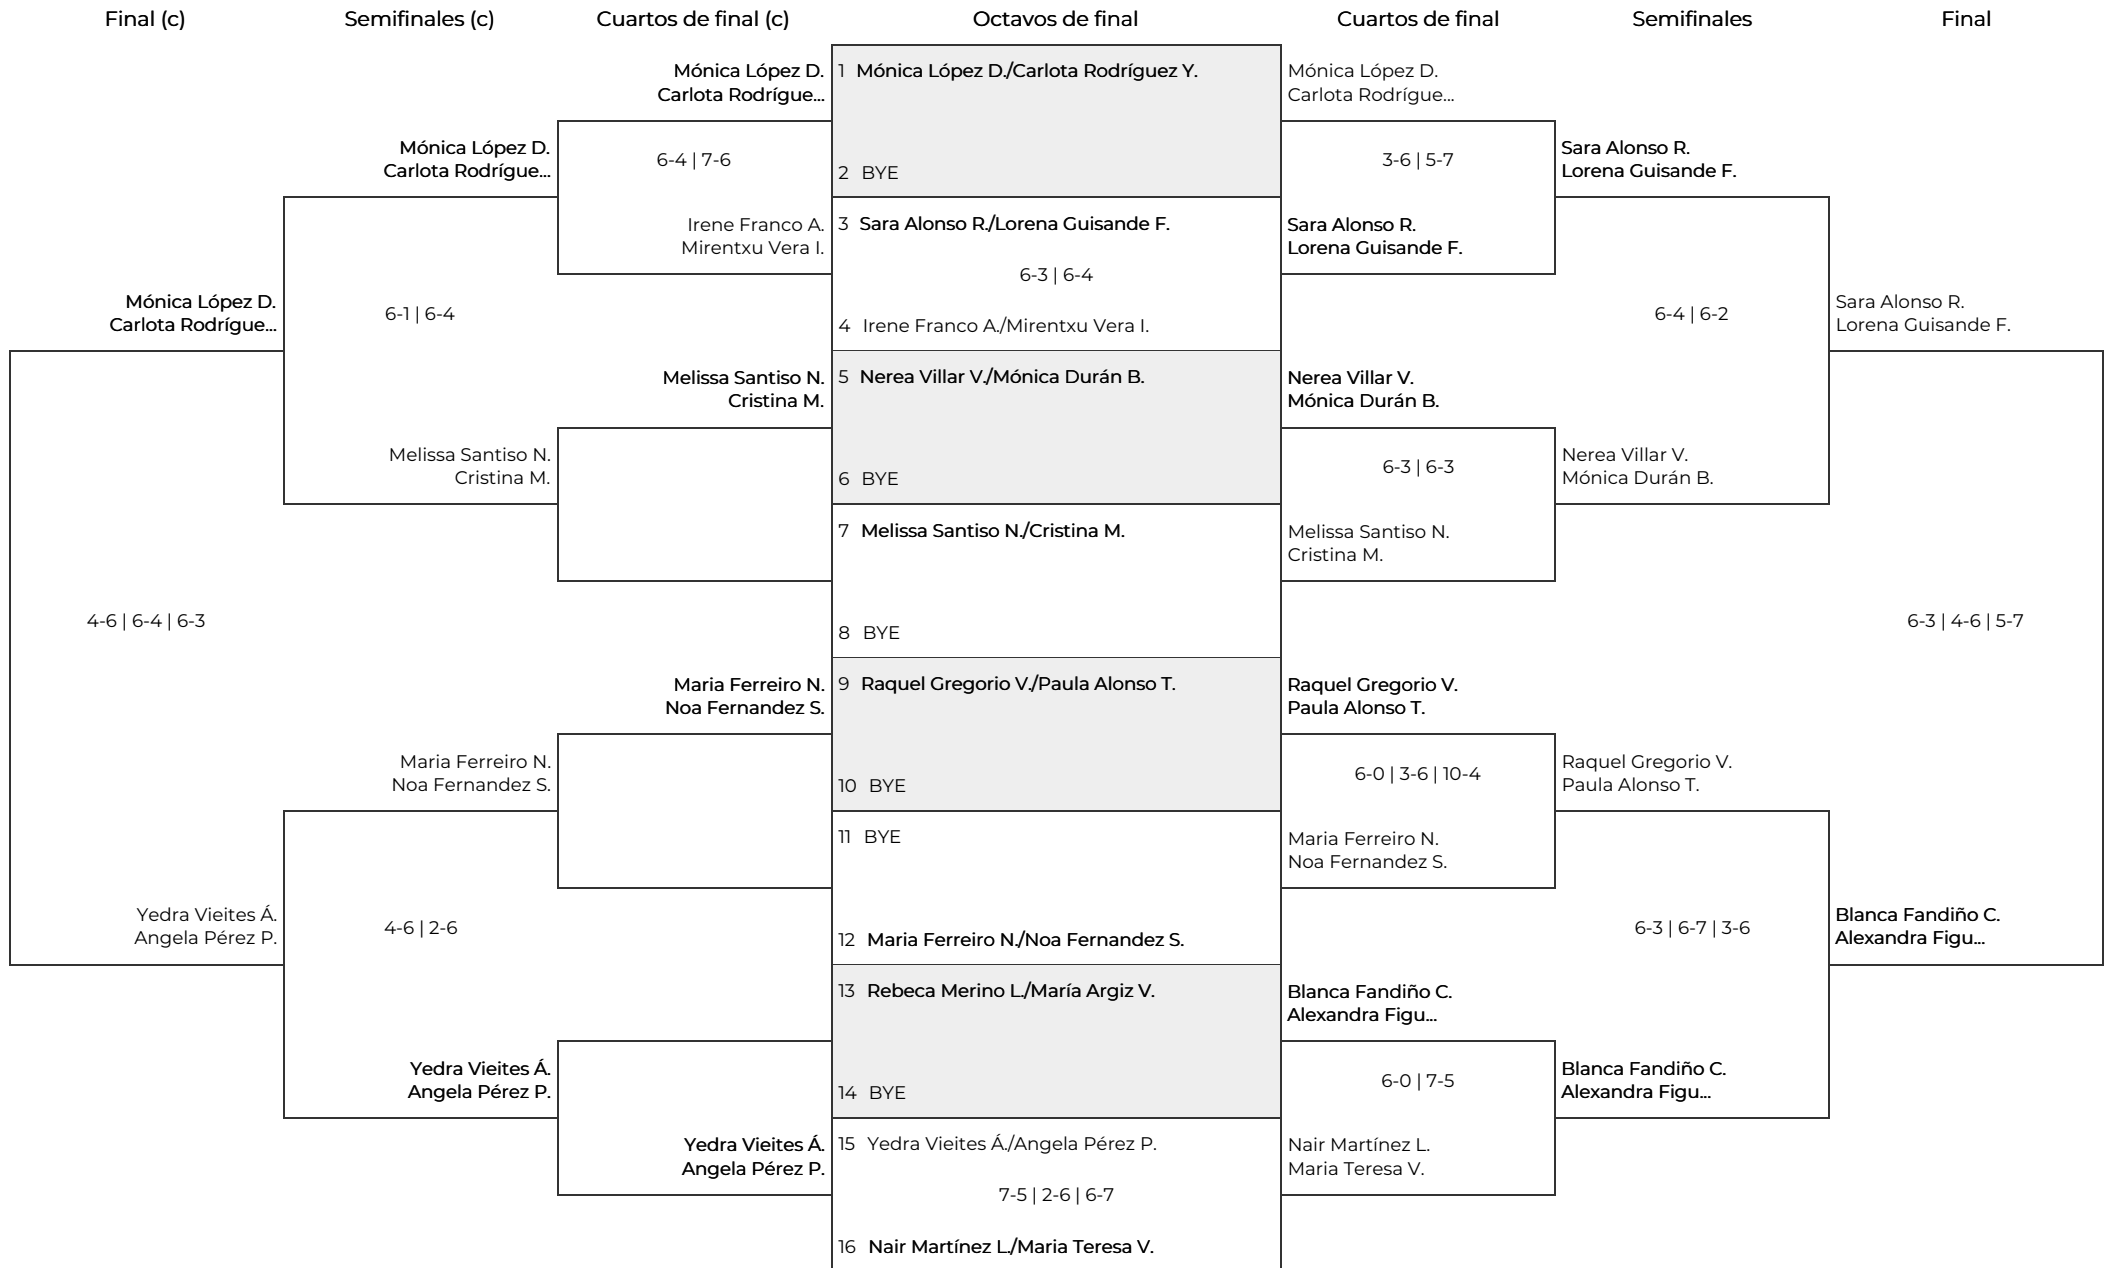 Final (c)
Semifinales (c)
Cuartos de final (c)
Octavos de final
Cuartos de final
Semifinales
Final
Mónica López D.
Carlota Rodrígue...
4-6 | 6-4 | 6-3
Yedra Vieites Á.
Angela Pérez P.
Mónica López D.
Carlota Rodrígue...
6-1 | 6-4
Melissa Santiso N.
Cristina M.
Maria Ferreiro N.
Noa Fernandez S.
4-6 | 2-6
Yedra Vieites Á.
Angela Pérez P.
Mónica López D.
Carlota Rodrígue...
6-4 | 7-6
Irene Franco A.
Mirentxu Vera I.
Melissa Santiso N.
Cristina M.
Maria Ferreiro N.
Noa Fernandez S.
Yedra Vieites Á.
Angela Pérez P.
1 Mónica López D./Carlota Rodríguez Y.
2 BYE
3 Sara Alonso R./Lorena Guisande F.
6-3 | 6-4
4 Irene Franco A./Mirentxu Vera I.
5 Nerea Villar V./Mónica Durán B.
6 BYE
7 Melissa Santiso N./Cristina M.
8 BYE
9 Raquel Gregorio V./Paula Alonso T.
10 BYE
11 BYE
12 Maria Ferreiro N./Noa Fernandez S.
13 Rebeca Merino L./María Argiz V.
14 BYE
15 Yedra Vieites Á./Angela Pérez P.
7-5 | 2-6 | 6-7
16 Nair Martínez L./Maria Teresa V.
Mónica López D.
Carlota Rodrígue...
3-6 | 5-7
Sara Alonso R.
Lorena Guisande F.
Nerea Villar V.
Mónica Durán B.
6-3 | 6-3
Melissa Santiso N.
Cristina M.
Raquel Gregorio V.
Paula Alonso T.
6-0 | 3-6 | 10-4
Maria Ferreiro N.
Noa Fernandez S.
Blanca Fandiño C.
Alexandra Figu...
6-0 | 7-5
Nair Martínez L.
Maria Teresa V.
Sara Alonso R.
Lorena Guisande F.
6-4 | 6-2
Nerea Villar V.
Mónica Durán B.
Raquel Gregorio V.
Paula Alonso T.
6-3 | 6-7 | 3-6
Blanca Fandiño C.
Alexandra Figu...
Sara Alonso R.
Lorena Guisande F.
6-3 | 4-6 | 5-7
Blanca Fandiño C.
Alexandra Figu...